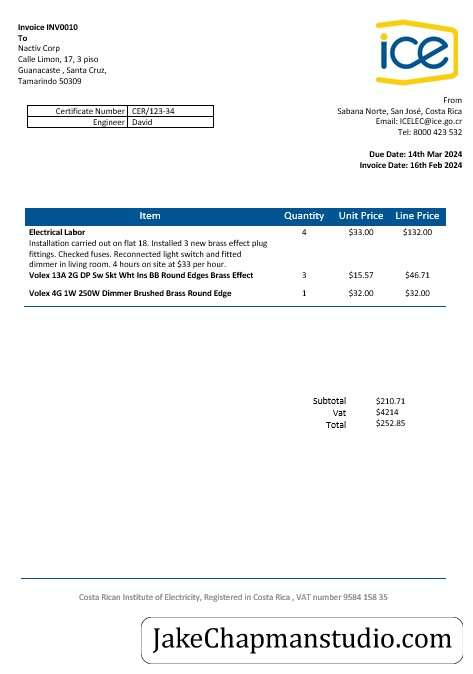 Invoice INV0010
To
Nactiv Corp
Calle Limon, 17, 3 piso
Guanacaste , Santa Cruz,
Tamarindo 50309
ice
From
Sabana Norte, San José, Costa Rica
Email: ICELEC@ice.go.cr
Tel: 8000 423 532
Certificate Number CER/123-34
Engineer David
Due Date: 14th Mar 2024
Invoice Date: 16th Feb 2024
Item Quantity Unit Price Line Price
Electrical Labor 4 $33.00 $132.00
Installation carried out on flat 18. Installed 3 new brass effect plug
fittings. Checked fuses. Reconnected light switch and fitted
dimmer in living room. 4 hours on site at $33 per hour.
Volex 13A 2G DP Sw Skt Wht Ins BB Round Edges Brass Effect 3 $15.57 $46.71
Volex 4G 1W 250W Dimmer Brushed Brass Round Edge 1 $32.00 $32.00
Subtotal $210.71
Vat $4214
Total $252.85
Costa Rican Institute of Electricity, Registered in Costa Rica , VAT number 9584 158 35
JakeChapmanstudio.com